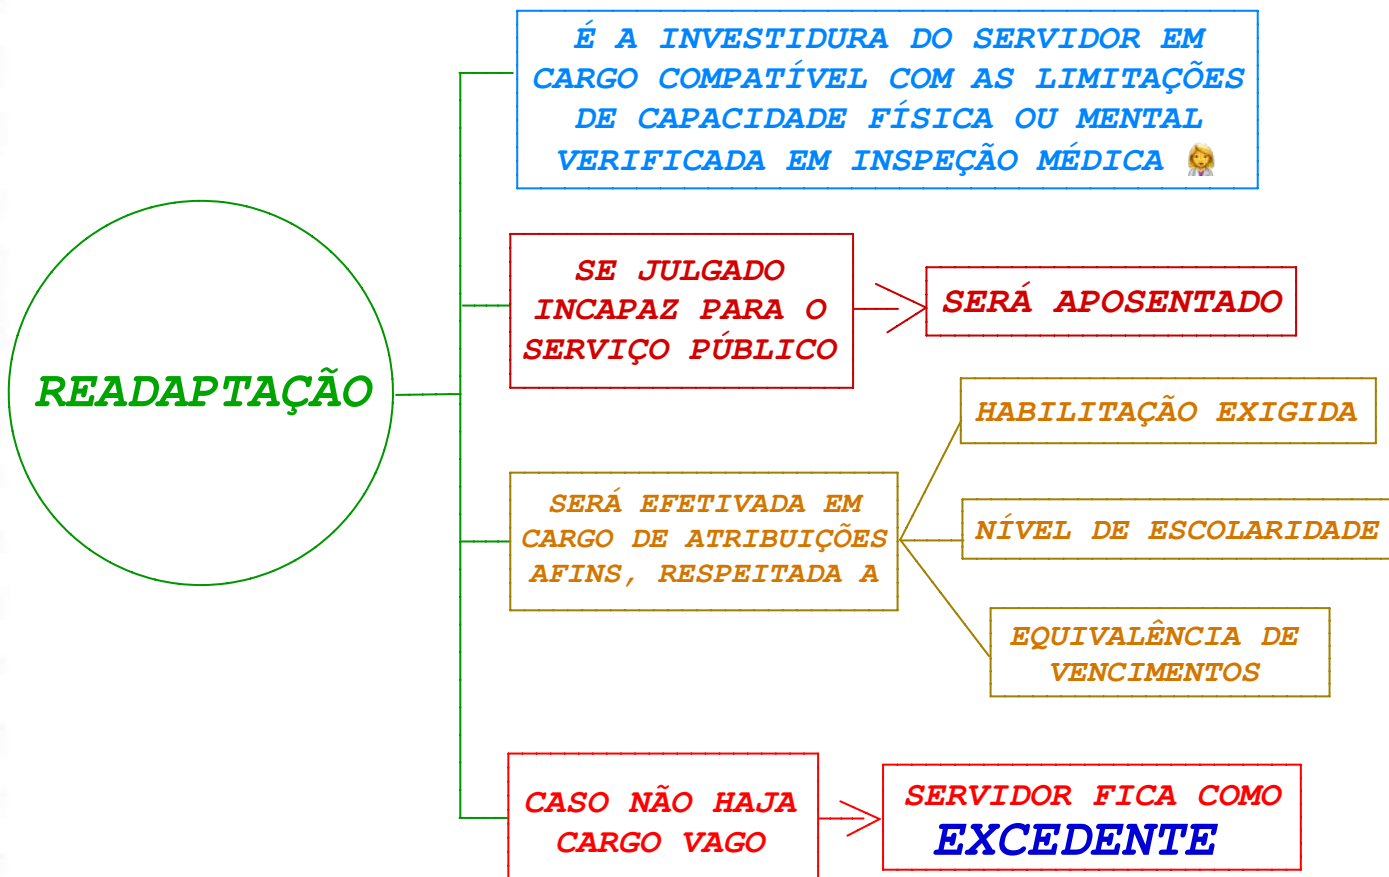 É A INVESTIDURA DO SERVIDOR EM
CARGO COMPATÍVEL COM AS LIMITAÇÕES
DE CAPACIDADE FÍSICA OU MENTAL
VERIFICADA EM INSPEÇÃO MÉDICA 👩‍⚕️
SE JULGADO
INCAPAZ PARA O
SERVIÇO PÚBLICO
SERÁ APOSENTADO
READAPTAÇÃO
HABILITAÇÃO EXIGIDA
SERÁ EFETIVADA EM
CARGO DE ATRIBUIÇÕES
AFINS, RESPEITADA A
NÍVEL DE ESCOLARIDADE
EQUIVALÊNCIA DE
VENCIMENTOS
CASO NÃO HAJA
CARGO VAGO
SERVIDOR FICA COMO
EXCEDENTE